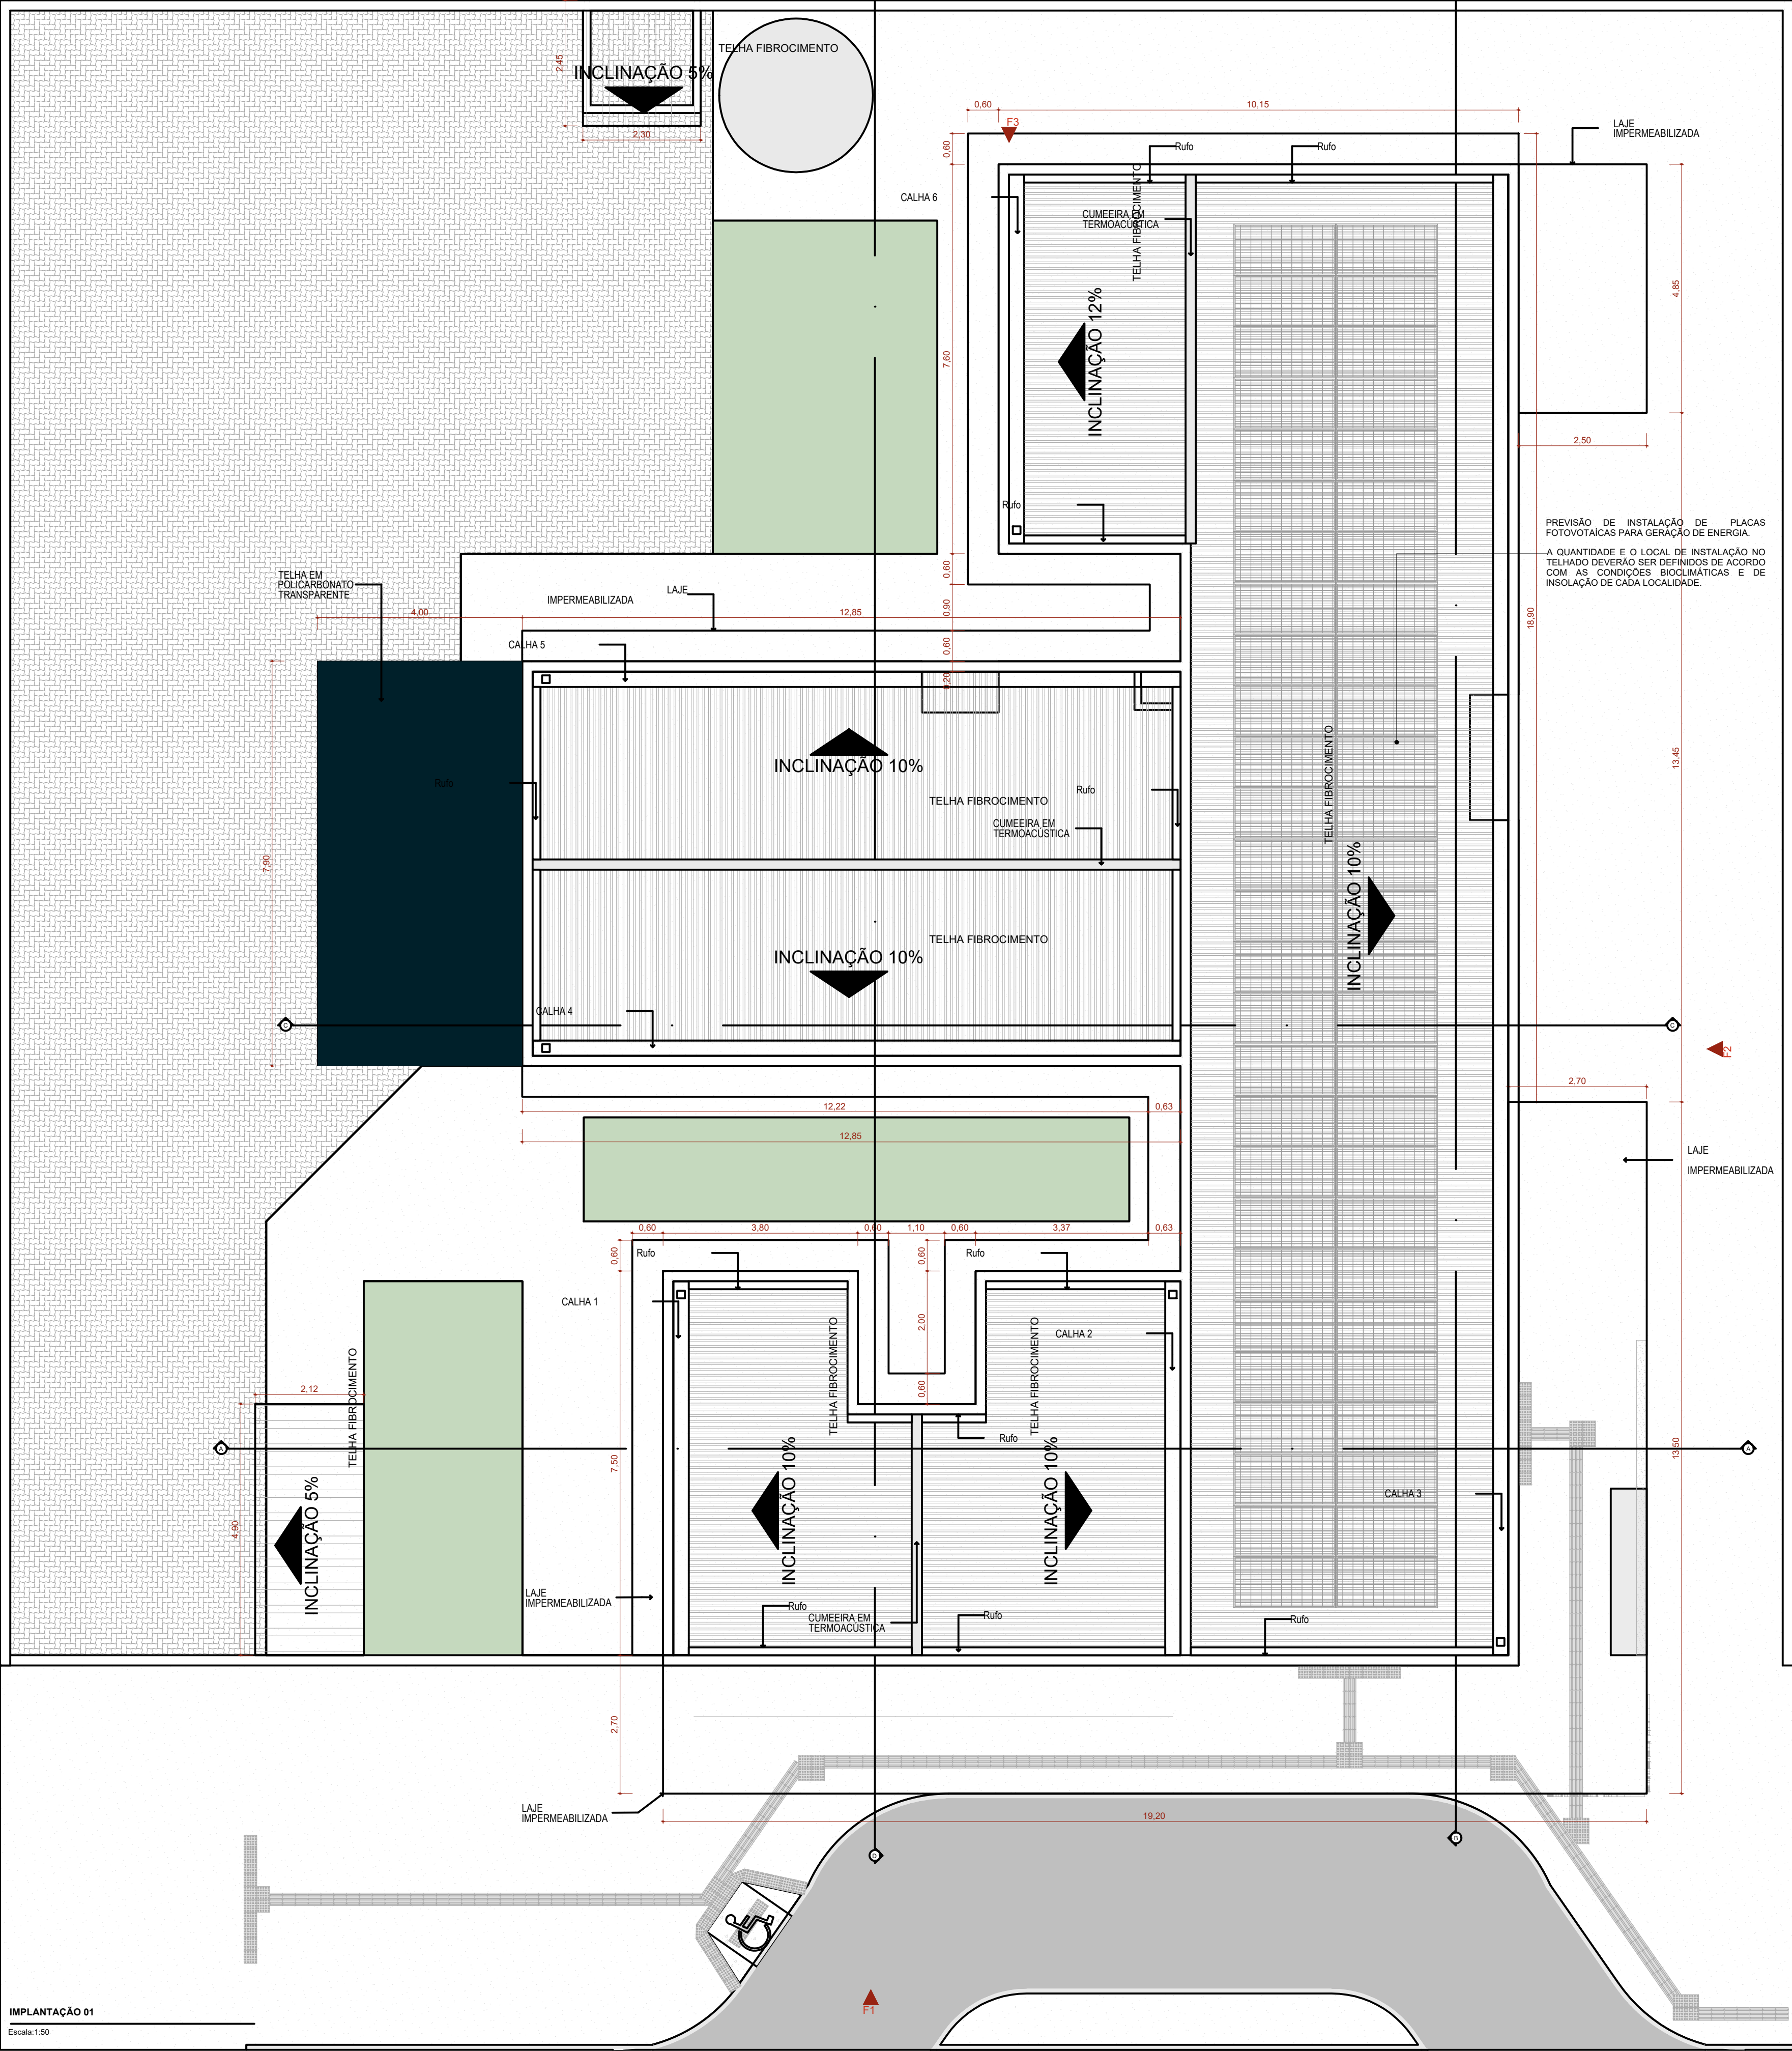 TELHA FIBROCIMENTO
INCLINAÇÃO 5%
2,45
2,30
0,60
10,15
F3
LAJE
IMPERMEABILIZADA
0,60
Rufo
Rufo
CALHA 6
CUMEEIRA EM
TERMOACÚSTICA
TELHA FIBROCIMENTO
INCLINAÇÃO 12%
7,60
4,85
2,50
Rufo
PREVISÃO DE INSTALAÇÃO DE PLACAS
FOTOVOTAÍCAS PARA GERAÇÃO DE ENERGIA.
A QUANTIDADE E O LOCAL DE INSTALAÇÃO NO
TELHADO DEVERÃO SER DEFINIDOS DE ACORDO
COM AS CONDIÇÕES BIOCLIMÁTICAS E DE
INSOLAÇÃO DE CADA LOCALIDADE.
TELHA EM
POLICARBONATO
TRANSPARENTE
LAJE
IMPERMEABILIZADA
0,60
0,90
18,90
4,00
12,85
CALHA 5
0,60
0,20
INCLINAÇÃO 10%
Rufo
TELHA FIBROCIMENTO
Rufo
CUMEEIRA EM
TERMOACÚSTICA
TELHA FIBROCIMENTO
13,45
7,90
INCLINAÇÃO 10%
TELHA FIBROCIMENTO
INCLINAÇÃO 10%
CALHA 4
C
C
F2
2,70
12,22
0,63
12,85
LAJE
IMPERMEABILIZADA
0,60
3,80
0,60
1,10
0,60
3,37
0,63
0,60
Rufo
0,60
Rufo
CALHA 1
2,00
CALHA 2
TELHA FIBROCIMENTO
TELHA FIBROCIMENTO
TELHA FIBROCIMENTO
2,12
0,60
Rufo
A
A
7,50
13,50
INCLINAÇÃO 10%
INCLINAÇÃO 10%
CALHA 3
4,90
INCLINAÇÃO 5%
LAJE
IMPERMEABILIZADA
Rufo
CUMEEIRA EM
TERMOACÚSTICA
Rufo
Rufo
2,70
LAJE
IMPERMEABILIZADA
19,20
D
B
F1
IMPLANTAÇÃO 01
Escala:1:50